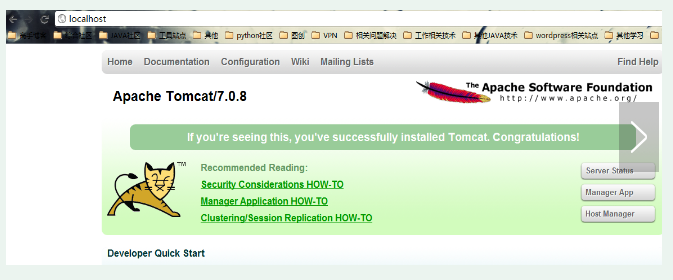 localhost
社区 JAVA社区 工具站点 其他 python社区 图创 VPN 相关问题解决 工作相关技术 其他JAVA技术 wordpress相关站点 其他学习
Home Documentation Configuration Wiki Mailing Lists Find Help
Apache Tomcat/7.0.8
The Apache Software Foundation
http://www.apache.org/
If you're seeing this, you've successfully installed Tomcat. Congratulations!
TM
Recommended Reading:
Security Considerations HOW-TO
Manager Application HOW-TO
Clustering/Session Replication HOW-TO
Server Status
Manager App
Host Manager
Developer Quick Start